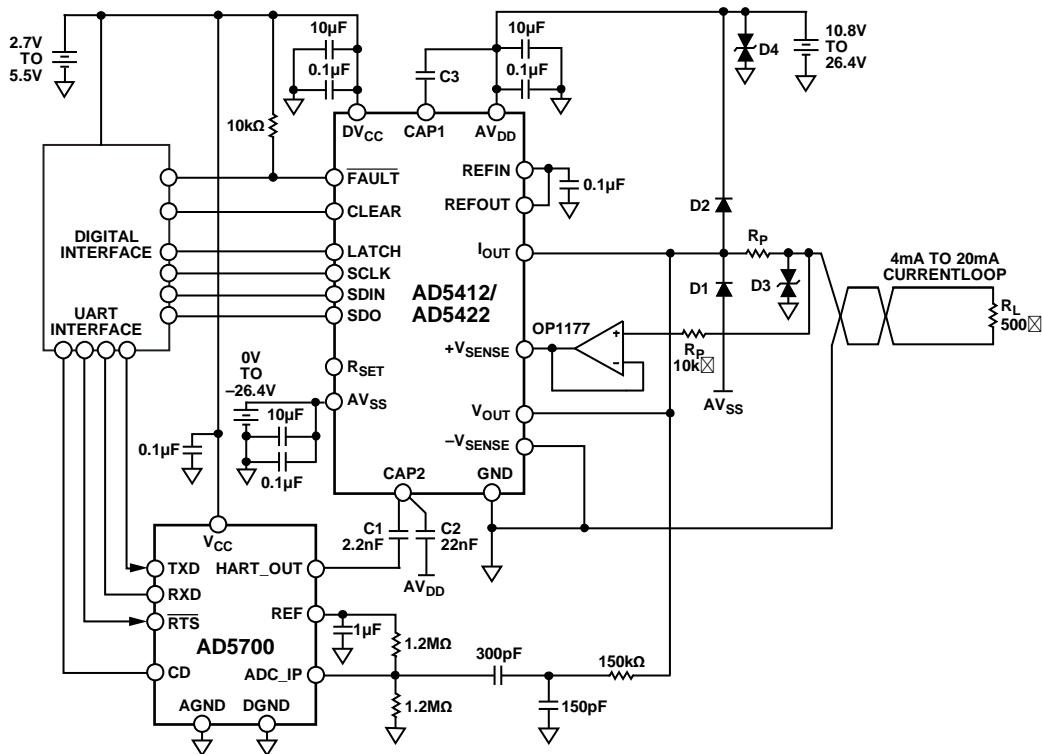 2.7V
TO
5.5V
10µF
0.1µF
C3
10µF
0.1µF
D4
10.8V
TO
26.4V
10kΩ
DVCC
CAP1
AVDD
DIGITAL
INTERFACE
UART
INTERFACE
FAULT
CLEAR
LATCH
SCLK
SDIN
SDO
RSET
AVSS
REFIN
REFOUT
IOUT
+VSENSE
VOUT
–VSENSE
AD5412/
AD5422
CAP2
GND
0.1µF
D2
D1
RP
D3
4mA TO 20mA
CURRENTLOOP
RL
500
OP1177
+
–
RP
10k
AVSS
0V
TO
–26.4V
10µF
0.1µF
0.1µF
C1
2.2nF
C2
22nF
AVDD
VCC
TXD
RXD
RTS
CD
HART_OUT
REF
ADC_IP
AD5700
AGND
DGND
1µF
1.2MΩ
1.2MΩ
300pF
150kΩ
150pF